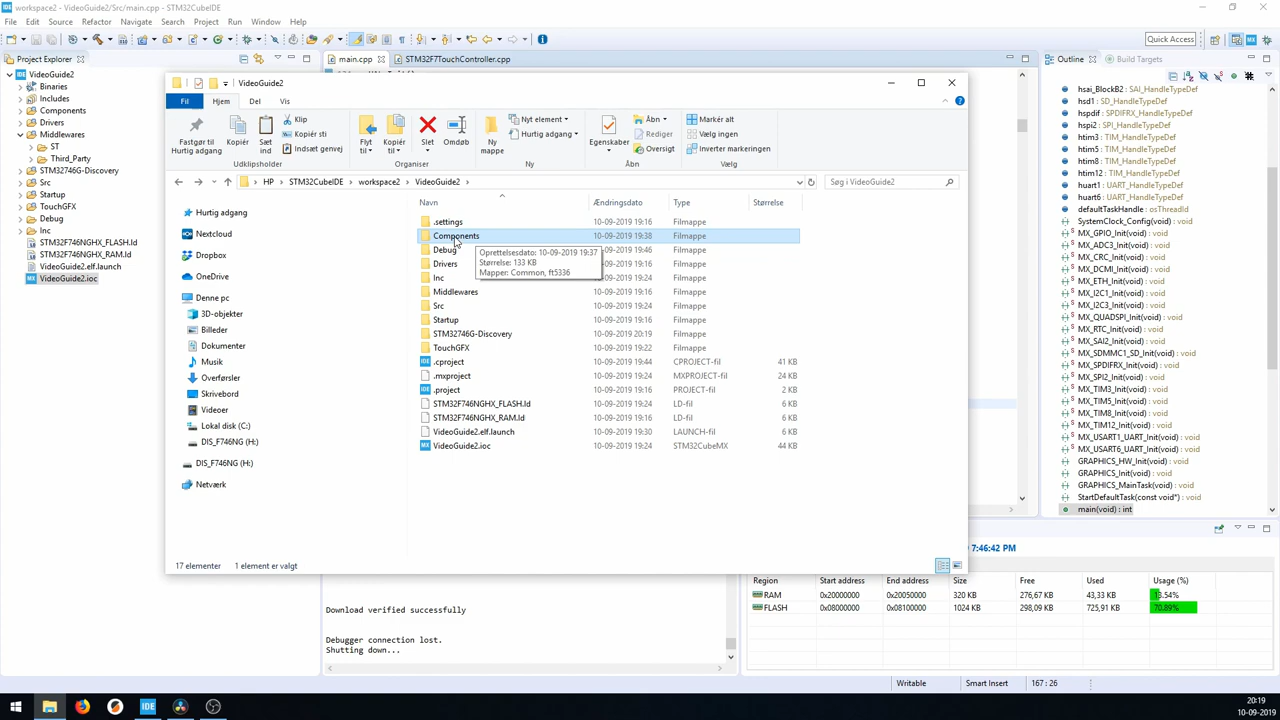 workspace2 - VideoGuide2/Src/main.cpp - STM32CubeIDE
File Edit Source Refactor Navigate Search Project Run Window Help
Quick Access
Project Explorer
main.cpp
STM32F7TouchController.cpp
Outline
Build Targets
VideoGuide2
Binaries
Includes
Components
Drivers
Middlewares
ST
Third_Party
STM32746G-Discovery
Src
Startup
TouchGFX
Debug
Inc
STM32F746NGHX_FLASH.ld
STM32F746NGHX_RAM.ld
VideoGuide2.elf.launch
VideoGuide2.ioc
VideoGuide2
Fil Hjem Del Vis
Fastgør til Hurtig adgang
Kopiér
Sæt ind
Klip
Kopiér sti
Indsæt genvej
Udklipsholder
Flyt til
Kopiér til
Slet
Omdøb
Organiser
Ny mappe
Nyt element
Hurtig adgang
Ny
Egenskaber
Åbn
Rediger
Oversigt
Åbn
Markér alt
Vælg ingen
Inverter markeringen
Vælg
HP > STM32CubeIDE > workspace2 > VideoGuide2 >
Søg i VideoGuide2
Hurtig adgang
Nextcloud
Dropbox
OneDrive
Denne pc
3D-objekter
Billeder
Dokumenter
Musik
Overførsler
Skrivebord
Videoer
Lokal disk (C:)
DIS_F746NG (H:)
DIS_F746NG (H:)
Netværk
Navn Ændringsdato Type Størrelse
.settings 10-09-2019 19:16 Filmappe
Components 10-09-2019 19:38 Filmappe
Debug 10-09-2019 19:46 Filmappe
Drivers 10-09-2019 19:16 Filmappe
Inc 10-09-2019 19:24 Filmappe
Middlewares 10-09-2019 19:16 Filmappe
Src 10-09-2019 19:24 Filmappe
Startup 10-09-2019 19:16 Filmappe
STM32746G-Discovery 10-09-2019 20:19 Filmappe
TouchGFX 10-09-2019 19:22 Filmappe
.cproject 10-09-2019 19:44 CPROJECT-fil 41 KB
.mxproject 10-09-2019 19:24 MXPROJECT-fil 24 KB
.project 10-09-2019 19:16 PROJECT-fil 2 KB
STM32F746NGHX_FLASH.ld 10-09-2019 19:24 LD-fil 6 KB
STM32F746NGHX_RAM.ld 10-09-2019 19:16 LD-fil 6 KB
VideoGuide2.elf.launch 10-09-2019 19:30 LAUNCH-fil 6 KB
VideoGuide2.ioc 10-09-2019 19:24 STM32CubeMX 44 KB
Oprettelsesdato: 10-09-2019 19:37
Størrelse: 133 KB
Mapper: Common, ft5336
17 elementer 1 element er valgt
hsai_BlockB2 : SAI_HandleTypeDef
hsd1 : SD_HandleTypeDef
hspdif : SPDIFRX_HandleTypeDef
hspi2 : SPI_HandleTypeDef
htim3 : TIM_HandleTypeDef
htim5 : TIM_HandleTypeDef
htim8 : TIM_HandleTypeDef
htim12 : TIM_HandleTypeDef
huart1 : UART_HandleTypeDef
huart6 : UART_HandleTypeDef
defaultTaskHandle : osThreadId
SystemClock_Config(void) : void
MX_GPIO_Init(void) : void
MX_ADC3_Init(void) : void
MX_CRC_Init(void) : void
MX_DCMI_Init(void) : void
MX_ETH_Init(void) : void
MX_I2C1_Init(void) : void
MX_I2C3_Init(void) : void
MX_QUADSPI_Init(void) : void
MX_RTC_Init(void) : void
MX_SAI2_Init(void) : void
MX_SDMMC1_SD_Init(void) : void
MX_SPDIFRX_Init(void) : void
MX_SPI2_Init(void) : void
MX_TIM3_Init(void) : void
MX_TIM5_Init(void) : void
MX_TIM8_Init(void) : void
MX_TIM12_Init(void) : void
MX_USART1_UART_Init(void) : void
MX_USART6_UART_Init(void) : void
GRAPHICS_HW_Init(void) : void
GRAPHICS_Init(void) : void
GRAPHICS_MainTask(void) : void
StartDefaultTask(const void*) : void
main(void) : int
Download verified successfully
Debugger connection lost.
Shutting down...
7:46:42 PM
Region Start address End address Size Free Used Usage (%)
RAM 0x20000000 0x20050000 320 KB 276,67 KB 43,33 KB 13.54%
FLASH 0x08000000 0x08100000 1024 KB 298,09 KB 725,91 KB 70.89%
Writable Smart Insert 167 : 26
IDE
20:19
10-09-2019